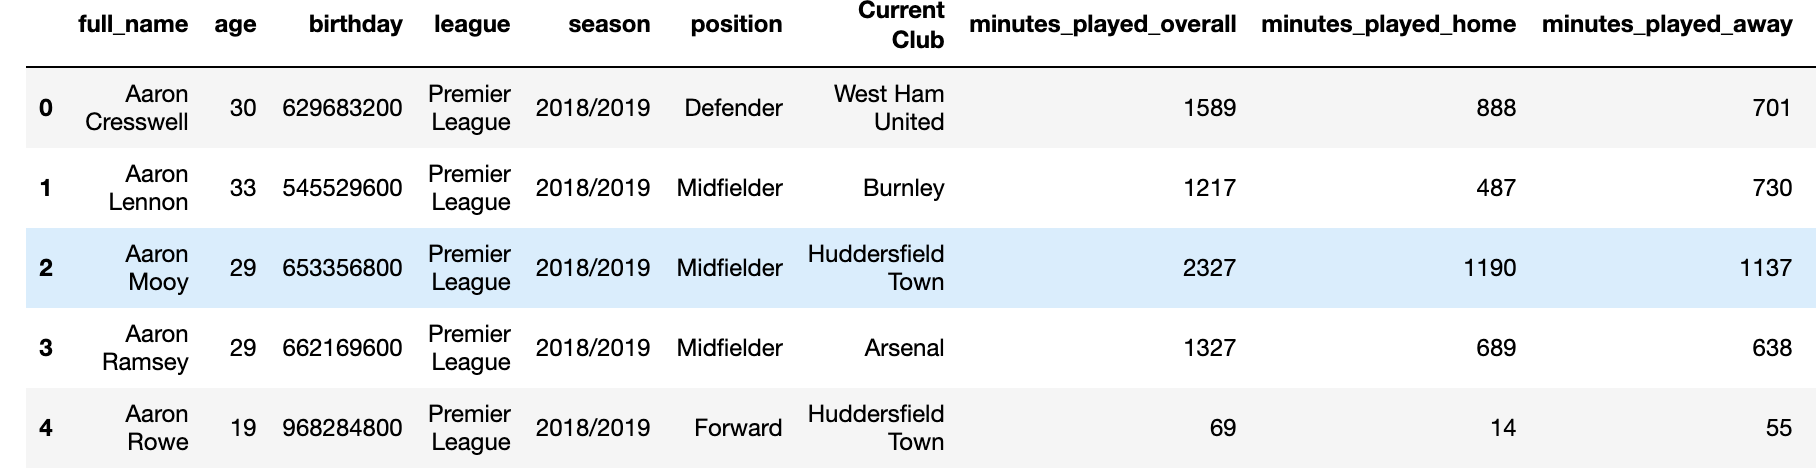 full_name age birthday league season position Current Club minutes_played_overall minutes_played_home minutes_played_away
0 Aaron Cresswell 30 629683200 Premier League 2018/2019 Defender West Ham United 1589 888 701
1 Aaron Lennon 33 545529600 Premier League 2018/2019 Midfielder Burnley 1217 487 730
2 Aaron Mooy 29 653356800 Premier League 2018/2019 Midfielder Huddersfield Town 2327 1190 1137
3 Aaron Ramsey 29 662169600 Premier League 2018/2019 Midfielder Arsenal 1327 689 638
4 Aaron Rowe 19 968284800 Premier League 2018/2019 Forward Huddersfield Town 69 14 55